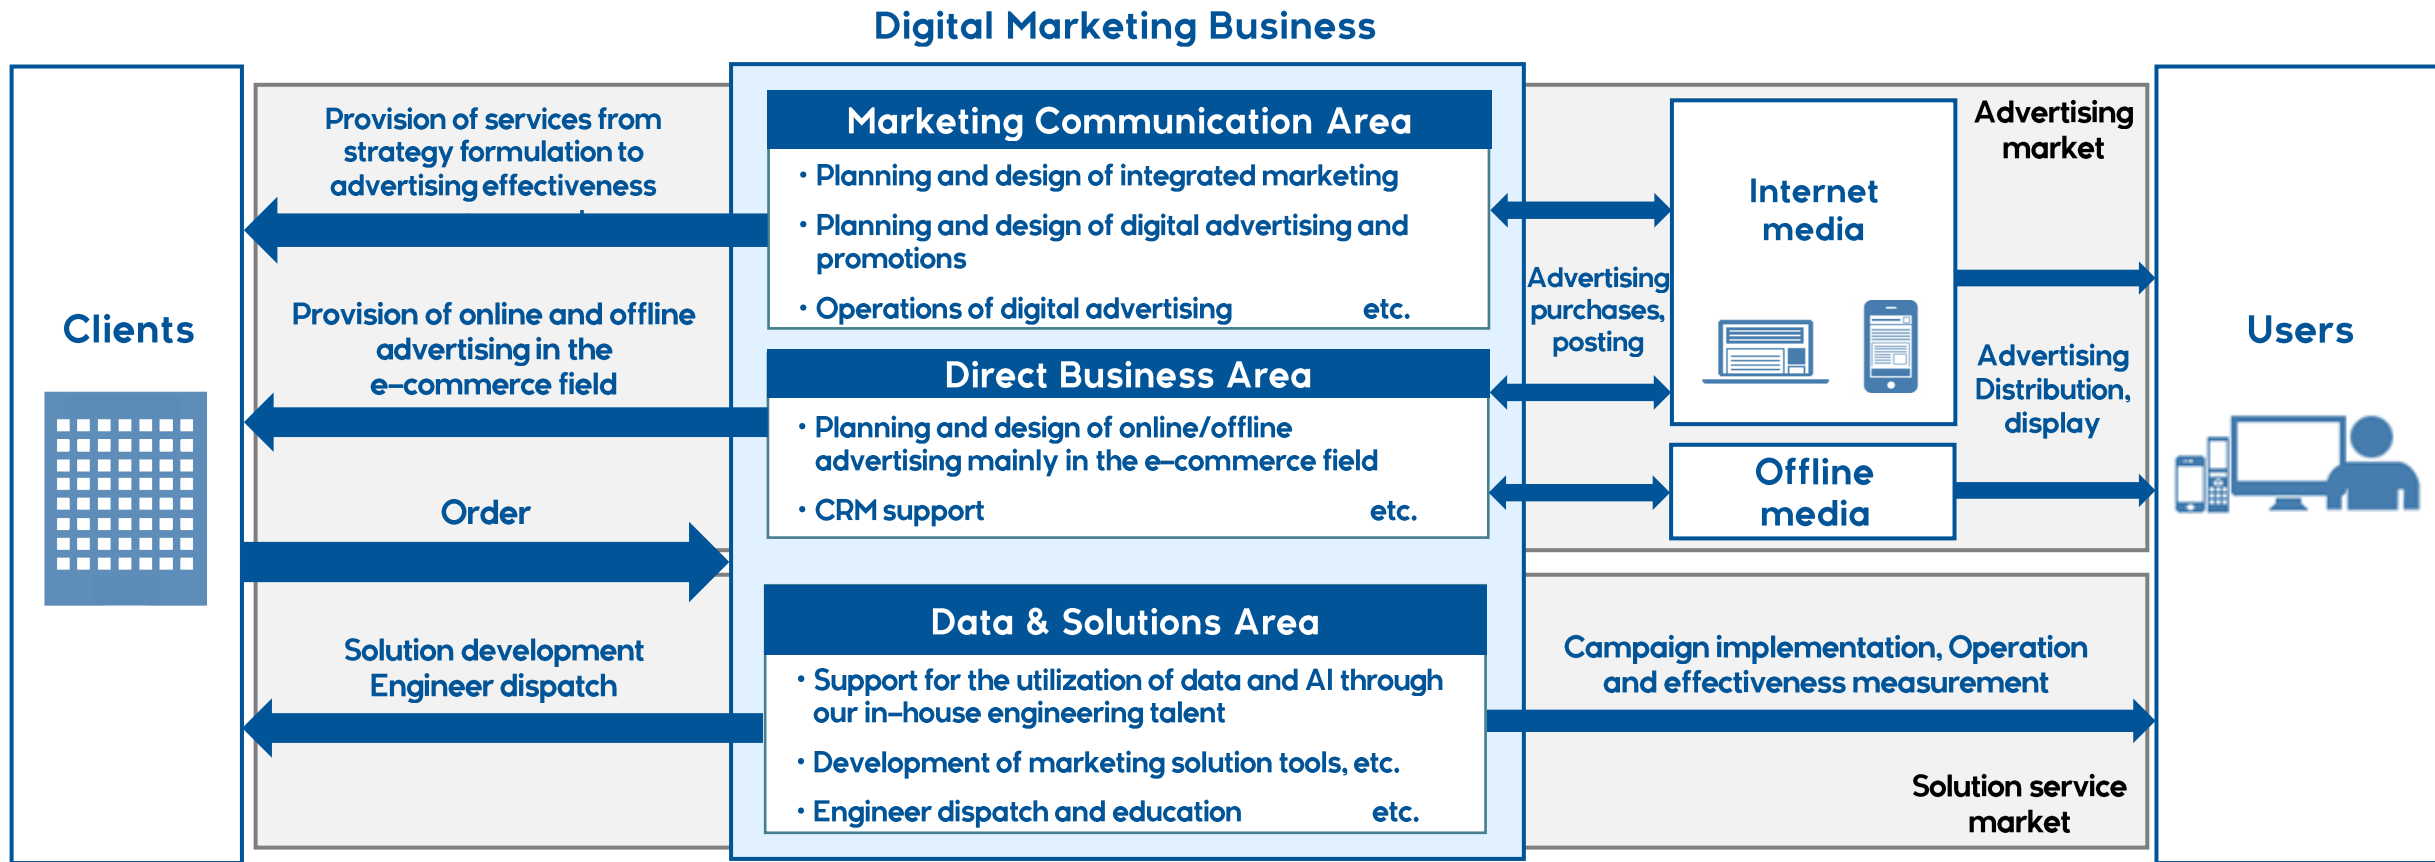 Digital Marketing Business
Clients
Provision of services from
strategy formulation to
advertising effectiveness
Provision of online and offline
advertising in the
e-commerce field
Order
Solution development
Engineer dispatch
Marketing Communication Area
・Planning and design of integrated marketing
・Planning and design of digital advertising and
promotions
・Operations of digital advertising etc.
Direct Business Area
・Planning and design of online/offline
advertising mainly in the e-commerce field
・CRM support etc.
Data & Solutions Area
・Support for the utilization of data and AI through
our in-house engineering talent
・Development of marketing solution tools, etc.
・Engineer dispatch and education etc.
Advertising
purchases,
posting
Internet
media
Offline
media
Advertising
market
Advertising
Distribution,
display
Campaign implementation, Operation
and effectiveness measurement
Solution service
market
Users